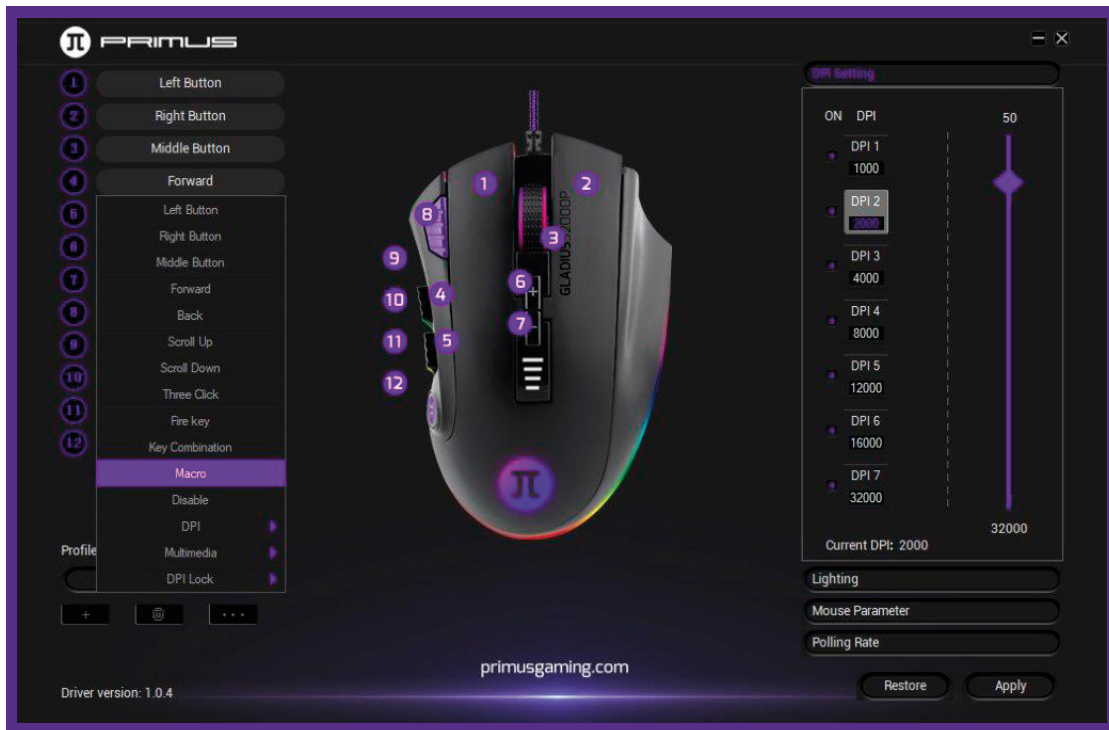 PRIMUS
1 Left Button
2 Right Button
3 Middle Button
4 Forward
5
6
7
8
9
10
11
12
Left Button
Right Button
Middle Button
Forward
Back
Scroll Up
Scroll Down
Three Click
Fire key
Key Combination
Macro
Disable
DPI
Multimedia
DPI Lock
Profile
+
...
Driver version: 1.0.4
1
2
8
3
GLADIUS32000P
9
6
+
10
4
7
-
11
5
12
primusgaming.com
DPI Setting
ON DPI
50
DPI 1
1000
DPI 2
2000
DPI 3
4000
DPI 4
8000
DPI 5
12000
DPI 6
16000
DPI 7
32000
32000
Current DPI: 2000
Lighting
Mouse Parameter
Polling Rate
Restore
Apply